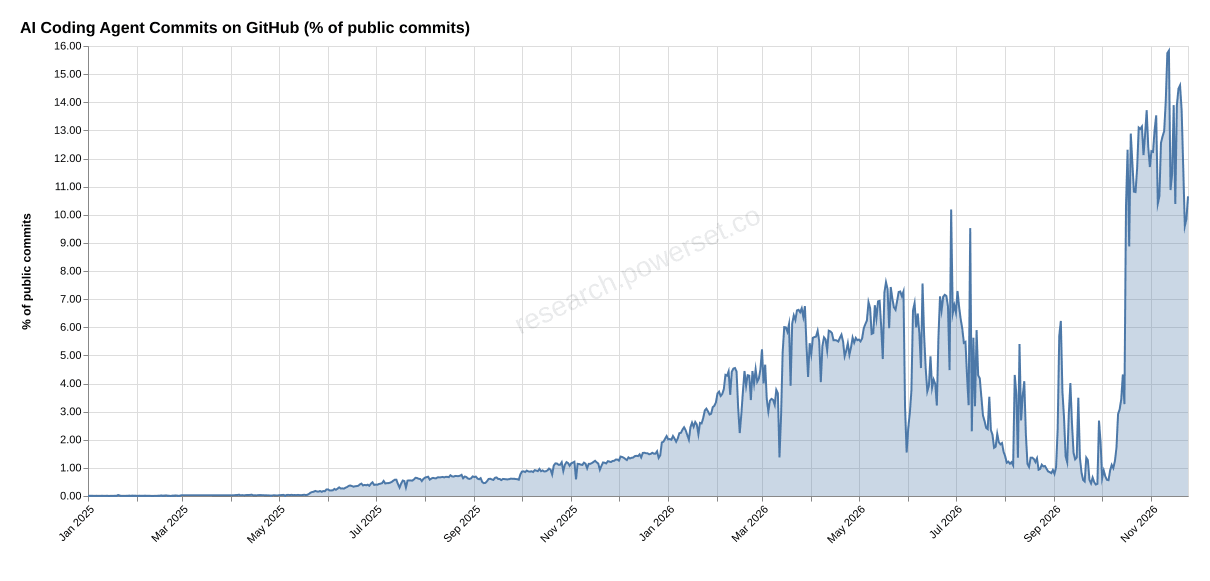 AI Coding Agent Commits on GitHub (% of public commits)
16.00
15.00
14.00
13.00
12.00
11.00
10.00
9.00
8.00
7.00
6.00
5.00
4.00
3.00
2.00
1.00
0.00
% of public commits
research.powerset.co
Jan 2025
Mar 2025
May 2025
Jul 2025
Sep 2025
Nov 2025
Jan 2026
Mar 2026
May 2026
Jul 2026
Sep 2026
Nov 2026